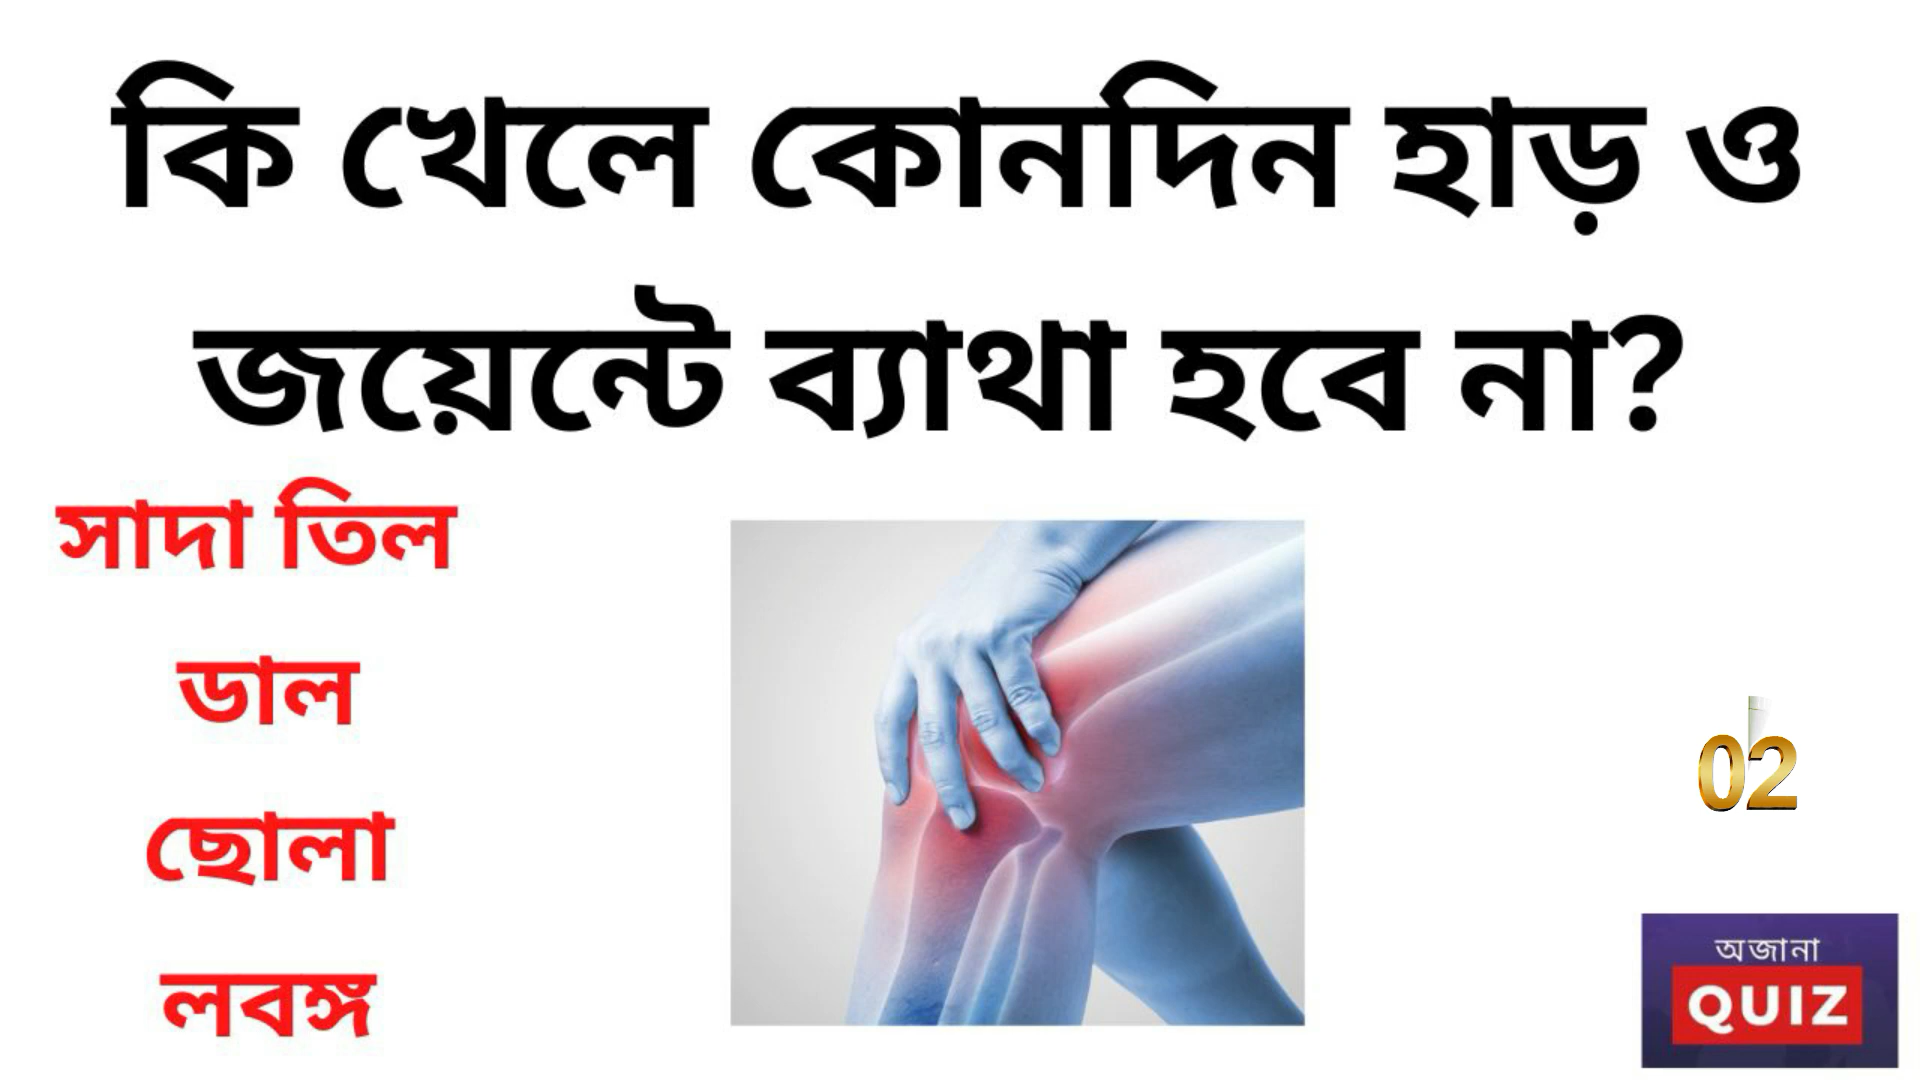 কি খেলে কোনদিন হাড় ও
জয়েন্টে ব্যাথা হবে না?
সাদা তিল
ডাল
ছোলা
লবঙ্গ
02
অজানা
QUIZ